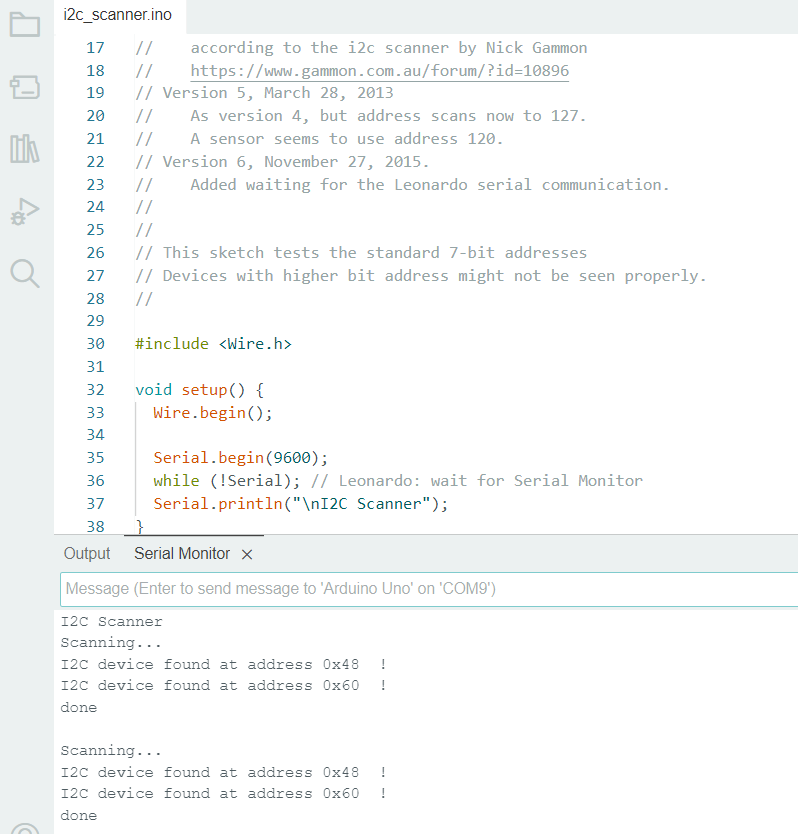 i2c_scanner.ino
17 //    according to the i2c scanner by Nick Gammon
18 //    https://www.gammon.com.au/forum/?id=10896
19 // Version 5, March 28, 2013
20 //    As version 4, but address scans now to 127.
21 //    A sensor seems to use address 120.
22 // Version 6, November 27, 2015.
23 //    Added waiting for the Leonardo serial communication.
24 //
25 //
26 // This sketch tests the standard 7-bit addresses
27 // Devices with higher bit address might not be seen properly.
28 //
29
30 #include <Wire.h>
31
32 void setup() {
33   Wire.begin();
34
35   Serial.begin(9600);
36   while (!Serial); // Leonardo: wait for Serial Monitor
37   Serial.println("\nI2C Scanner");
38 }
Output Serial Monitor ×
Message (Enter to send message to 'Arduino Uno' on 'COM9')
I2C Scanner
Scanning...
I2C device found at address 0x48  !
I2C device found at address 0x60  !
done
Scanning...
I2C device found at address 0x48  !
I2C device found at address 0x60  !
done